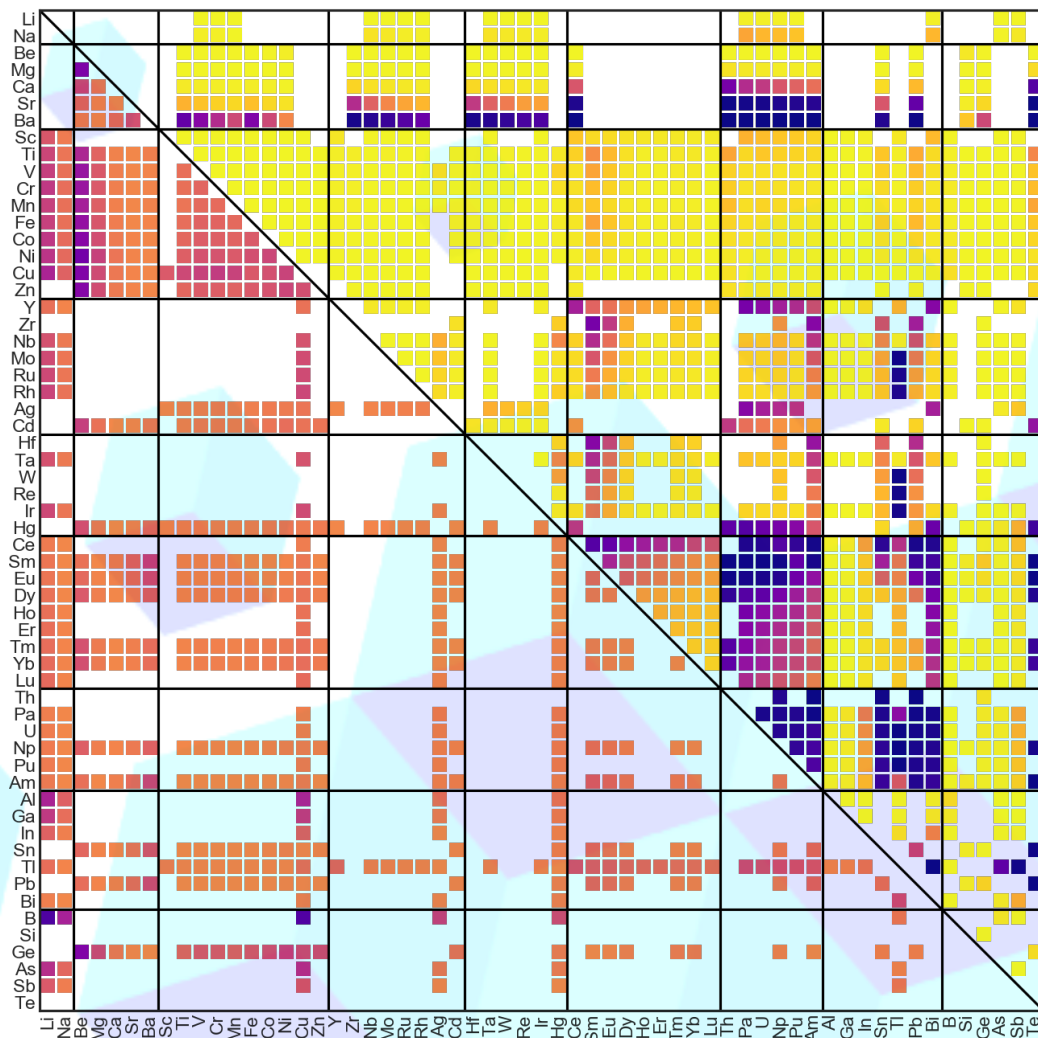 Li
Na
Be
Mg
Ca
Sr
Ba
Sc
Ti
V
Cr
Mn
Fe
Co
Ni
Cu
Zn
Y
Zr
Nb
Mo
Ru
Rh
Ag
Cd
Hf
Ta
W
Re
Ir
Hg
Ce
Sm
Eu
Dy
Ho
Er
Tm
Yb
Lu
Th
Pa
U
Np
Pu
Am
Al
Ga
In
Sn
Tl
Pb
Bi
B
Si
Ge
As
Sb
Te
Li Na Be Mg Ca Sr Ba Sc Ti V Cr Mn Fe Co Ni Cu Zn Y Zr Nb Mo Ru Rh Ag Cd Hf Ta W Re Ir Hg Ce Sm Eu Dy Ho Er Tm Yb Lu Th Pa U Np Pu Am Al Ga In Sn Tl Pb Bi B Si Ge As Sb Te